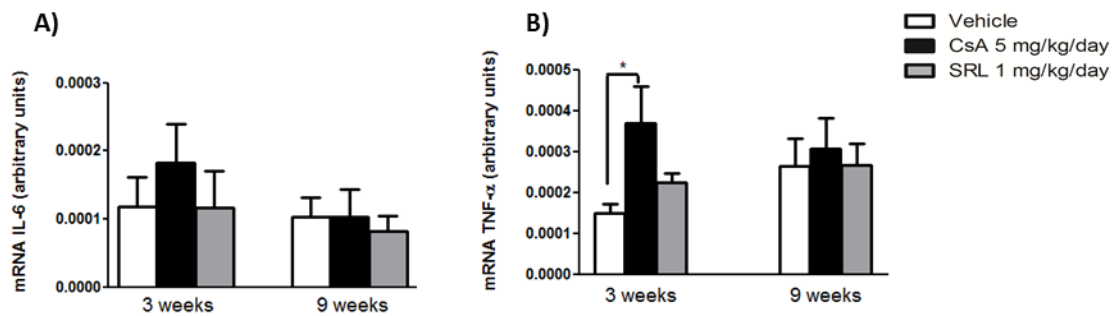 A)
mRNA IL-6 (arbitrary units)
0.0003
0.0002
0.0001
0.0000
3 weeks
9 weeks
B)
mRNA TNF-α (arbitrary units)
0.0005
0.0004
0.0003
0.0002
0.0001
0.0000
*
3 weeks
9 weeks
Vehicle
CsA 5 mg/kg/day
SRL 1 mg/kg/day